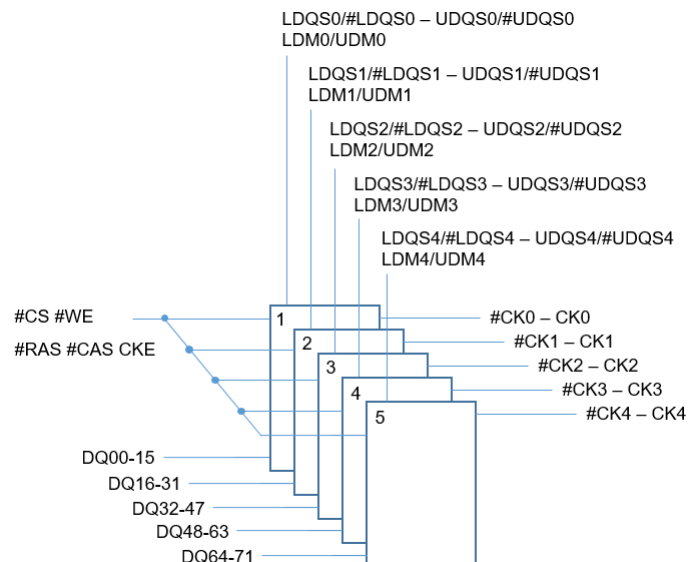 LDQS0/#LDQS0 – UDQS0/#UDQS0
LDM0/UDM0
LDQS1/#LDQS1 – UDQS1/#UDQS1
LDM1/UDM1
LDQS2/#LDQS2 – UDQS2/#UDQS2
LDM2/UDM2
LDQS3/#LDQS3 – UDQS3/#UDQS3
LDM3/UDM3
LDQS4/#LDQS4 – UDQS4/#UDQS4
LDM4/UDM4
#CS #WE
1
#CK0 – CK0
#RAS #CAS CKE
2
#CK1 – CK1
3
#CK2 – CK2
4
#CK3 – CK3
5
#CK4 – CK4
DQ00-15
DQ16-31
DQ32-47
DQ48-63
DQ64-71